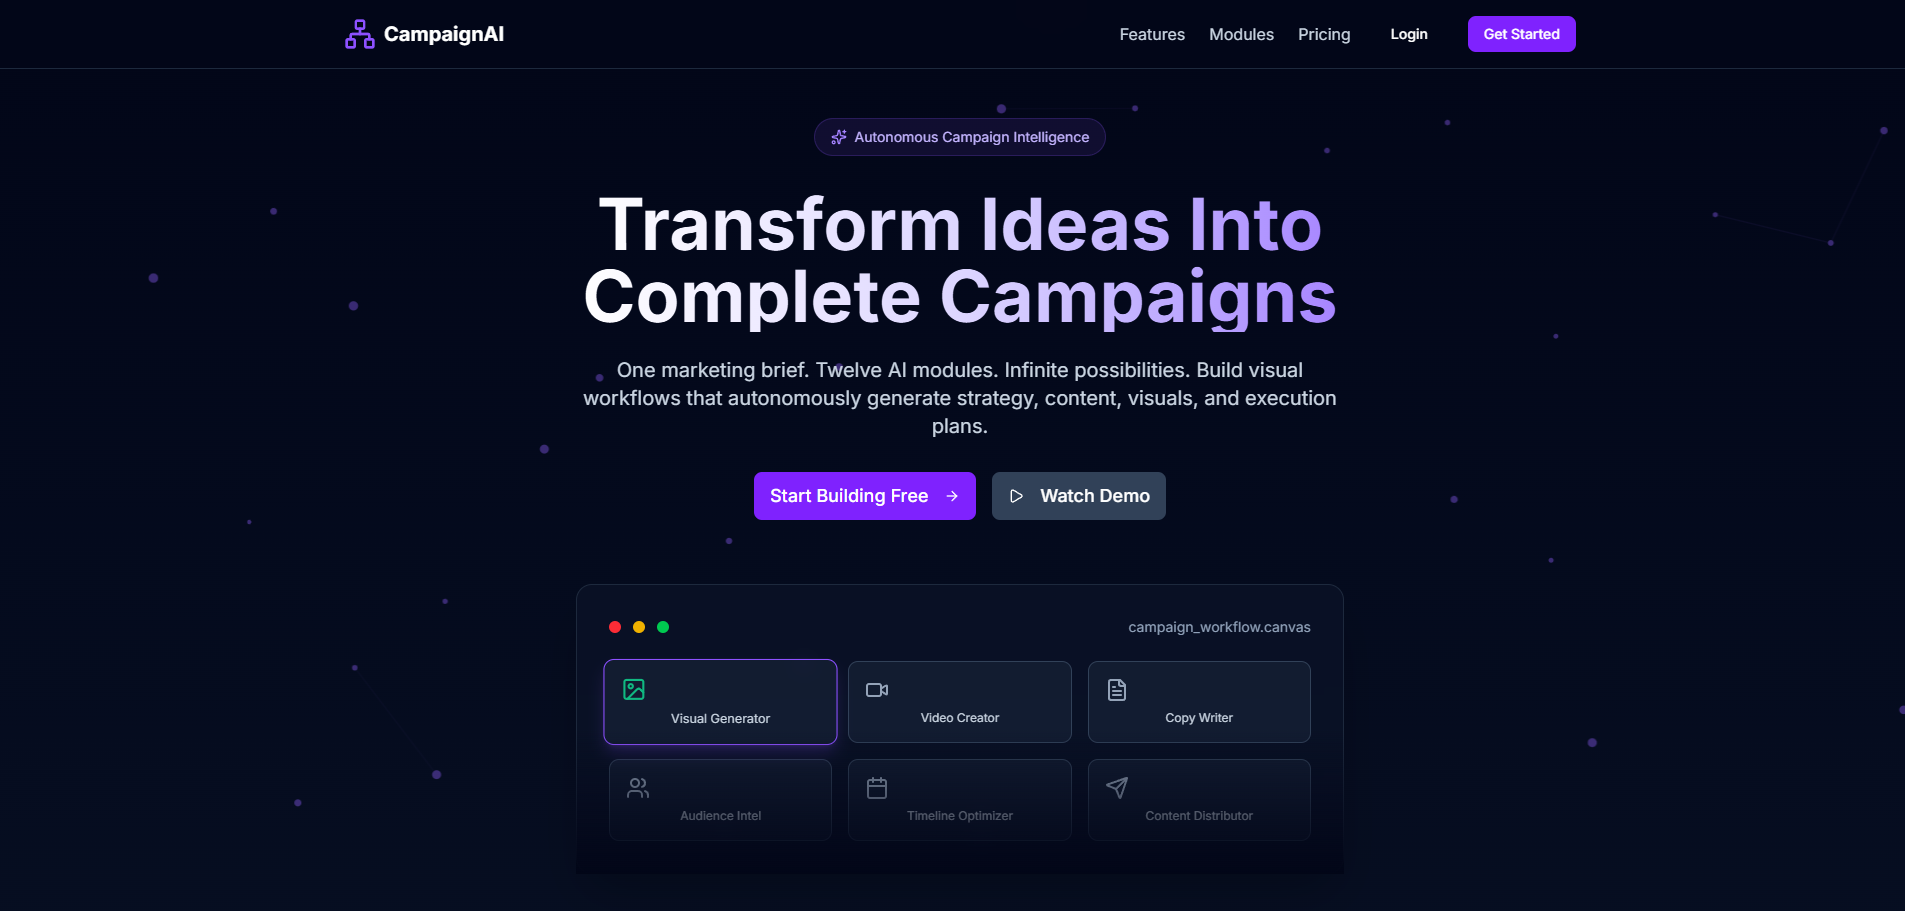 CampaignAI
Features
Modules
Pricing
Login
Get Started
Autonomous Campaign Intelligence
Transform Ideas Into
Complete Campaigns
One marketing brief. Twelve AI modules. Infinite possibilities. Build visual
workflows that autonomously generate strategy, content, visuals, and execution
plans.
Start Building Free
Watch Demo
campaign_workflow.canvas
Visual Generator
Video Creator
Copy Writer
Audience Intel
Timeline Optimizer
Content Distributor